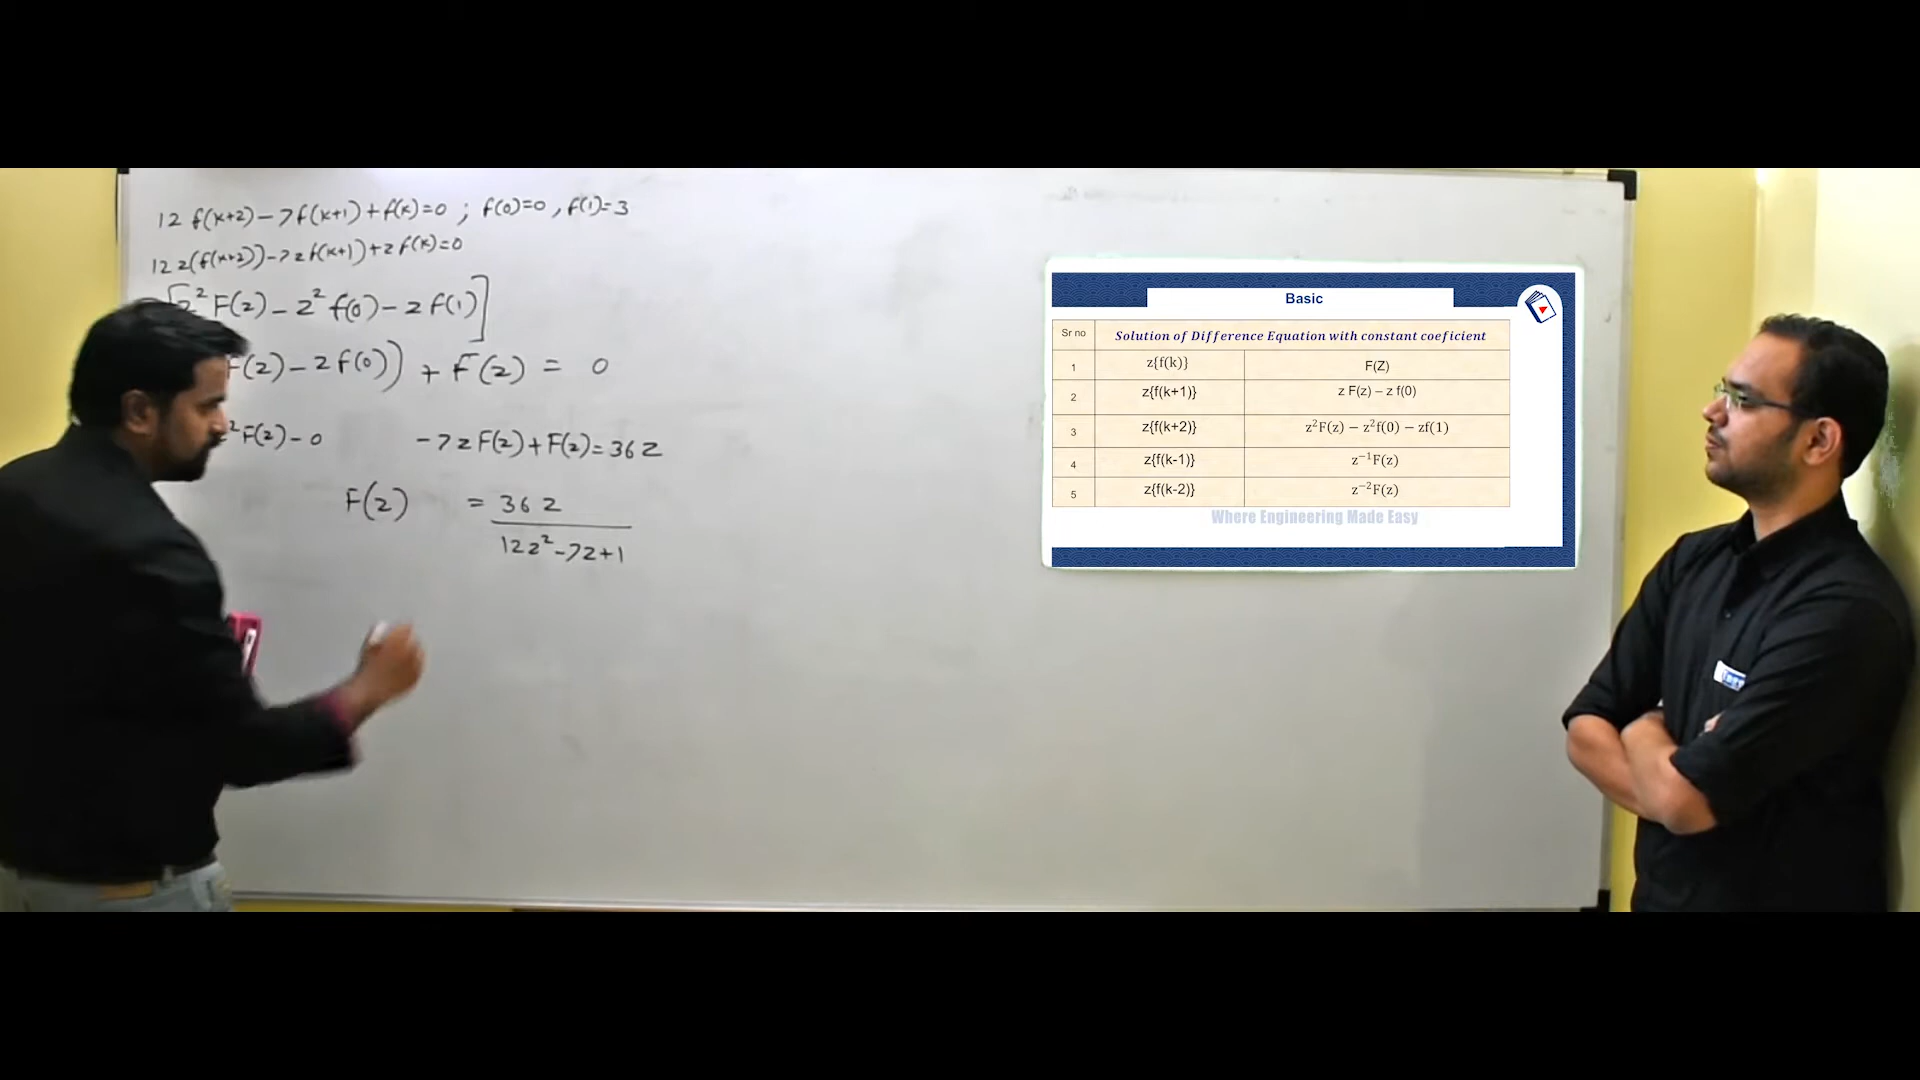 12 f(k+2) - 7f(k+1) + f(k) = 0 ; f(0)=0 , f(1)=3
12 z(f(k+2)) - 7 z f(k+1) + z f(k) = 0
[z² F(z) - z² f(0) - z f(1)]
F(z) - z f(0)) + F(z) = 0
²F(z) - 0 - 7 z F(z) + F(z) = 36 z
F(z) = 36 z
12z² - 7z + 1
Basic
Sr no Solution of Difference Equation with constant coeficient
1 z{f(k)} F(Z)
2 z{f(k+1)} z F(z) – z f(0)
3 z{f(k+2)} z²F(z) − z²f(0) − zf(1)
4 z{f(k-1)} z⁻¹F(z)
5 z{f(k-2)} z⁻²F(z)
Where Engineering Made Easy